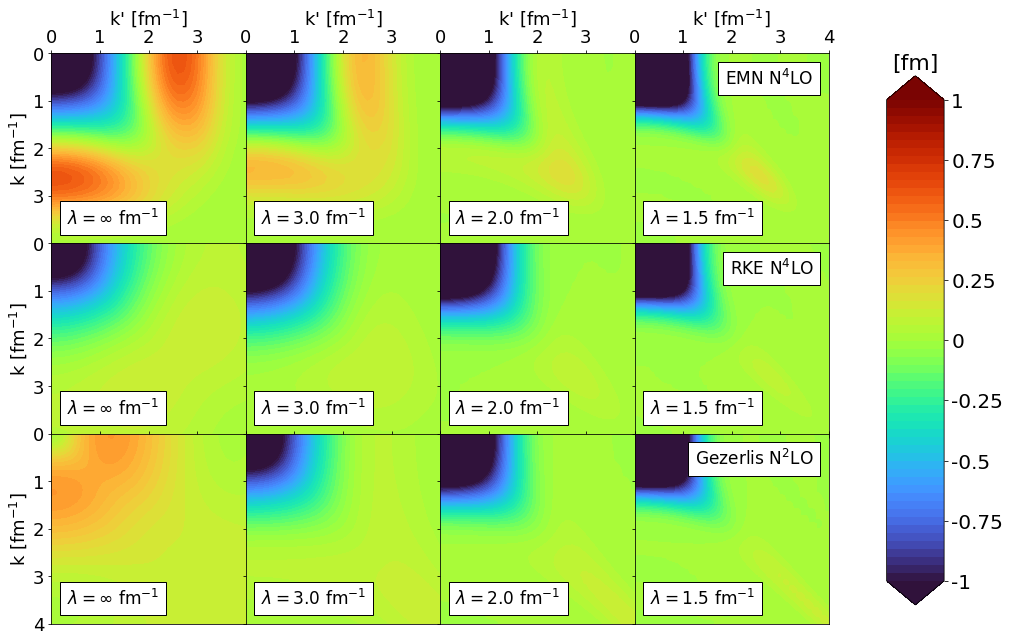 k' [fm⁻¹] k' [fm⁻¹] k' [fm⁻¹] k' [fm⁻¹]
0 1 2 3 0 1 2 3 0 1 2 3 0 1 2 3 4
[fm]
0
1
2
3
k [fm⁻¹]
EMN N⁴LO
λ = ∞ fm⁻¹ λ = 3.0 fm⁻¹ λ = 2.0 fm⁻¹ λ = 1.5 fm⁻¹
0
1
2
3
k [fm⁻¹]
RKE N⁴LO
λ = ∞ fm⁻¹ λ = 3.0 fm⁻¹ λ = 2.0 fm⁻¹ λ = 1.5 fm⁻¹
0
1
2
3
4
k [fm⁻¹]
Gezerlis N²LO
λ = ∞ fm⁻¹ λ = 3.0 fm⁻¹ λ = 2.0 fm⁻¹ λ = 1.5 fm⁻¹
1
0.75
0.5
0.25
0
-0.25
-0.5
-0.75
-1